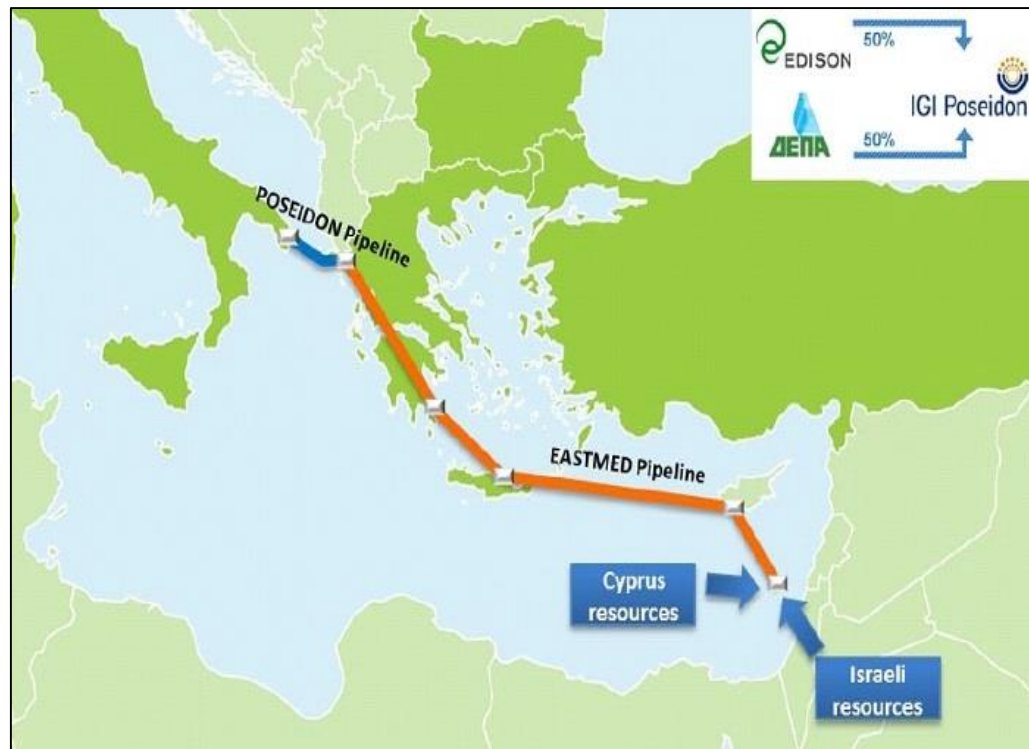 50%
EDISON
IGI Poseidon
ΔΕΠΑ
50%
POSEIDON Pipeline
EASTMED Pipeline
Cyprus
resources
Israeli
resources